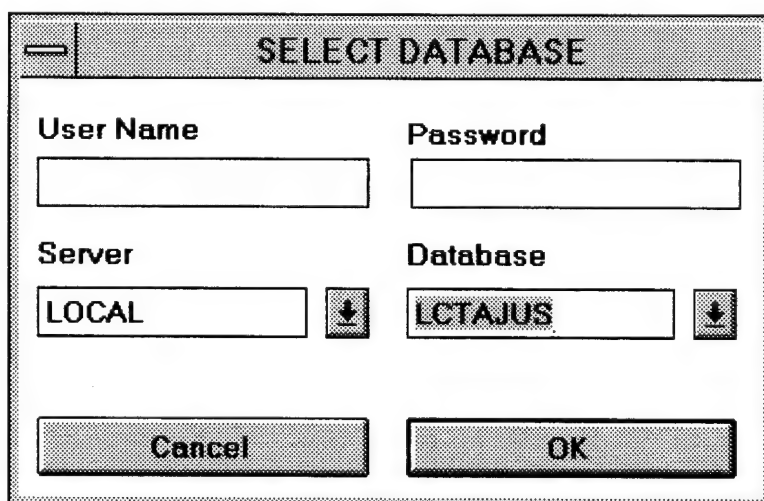 SELECT DATABASE
User Name Password
Server Database
LOCAL LCTAJUS
Cancel OK